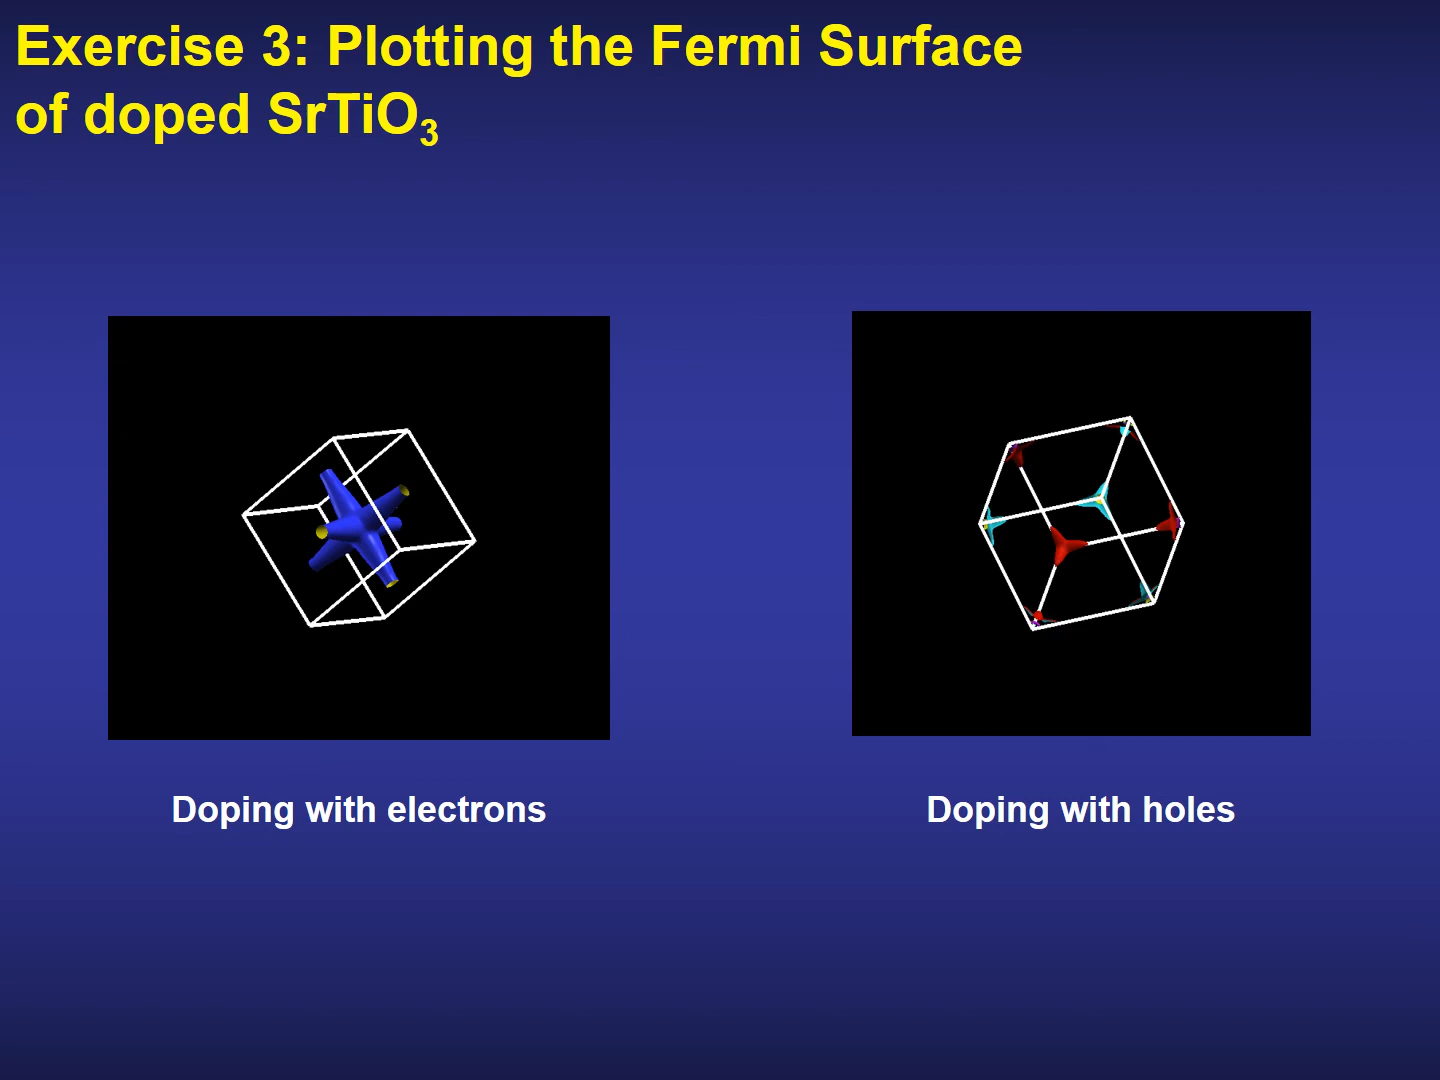 Exercise 3: Plotting the Fermi Surface
of doped SrTiO₃
Doping with electrons
Doping with holes